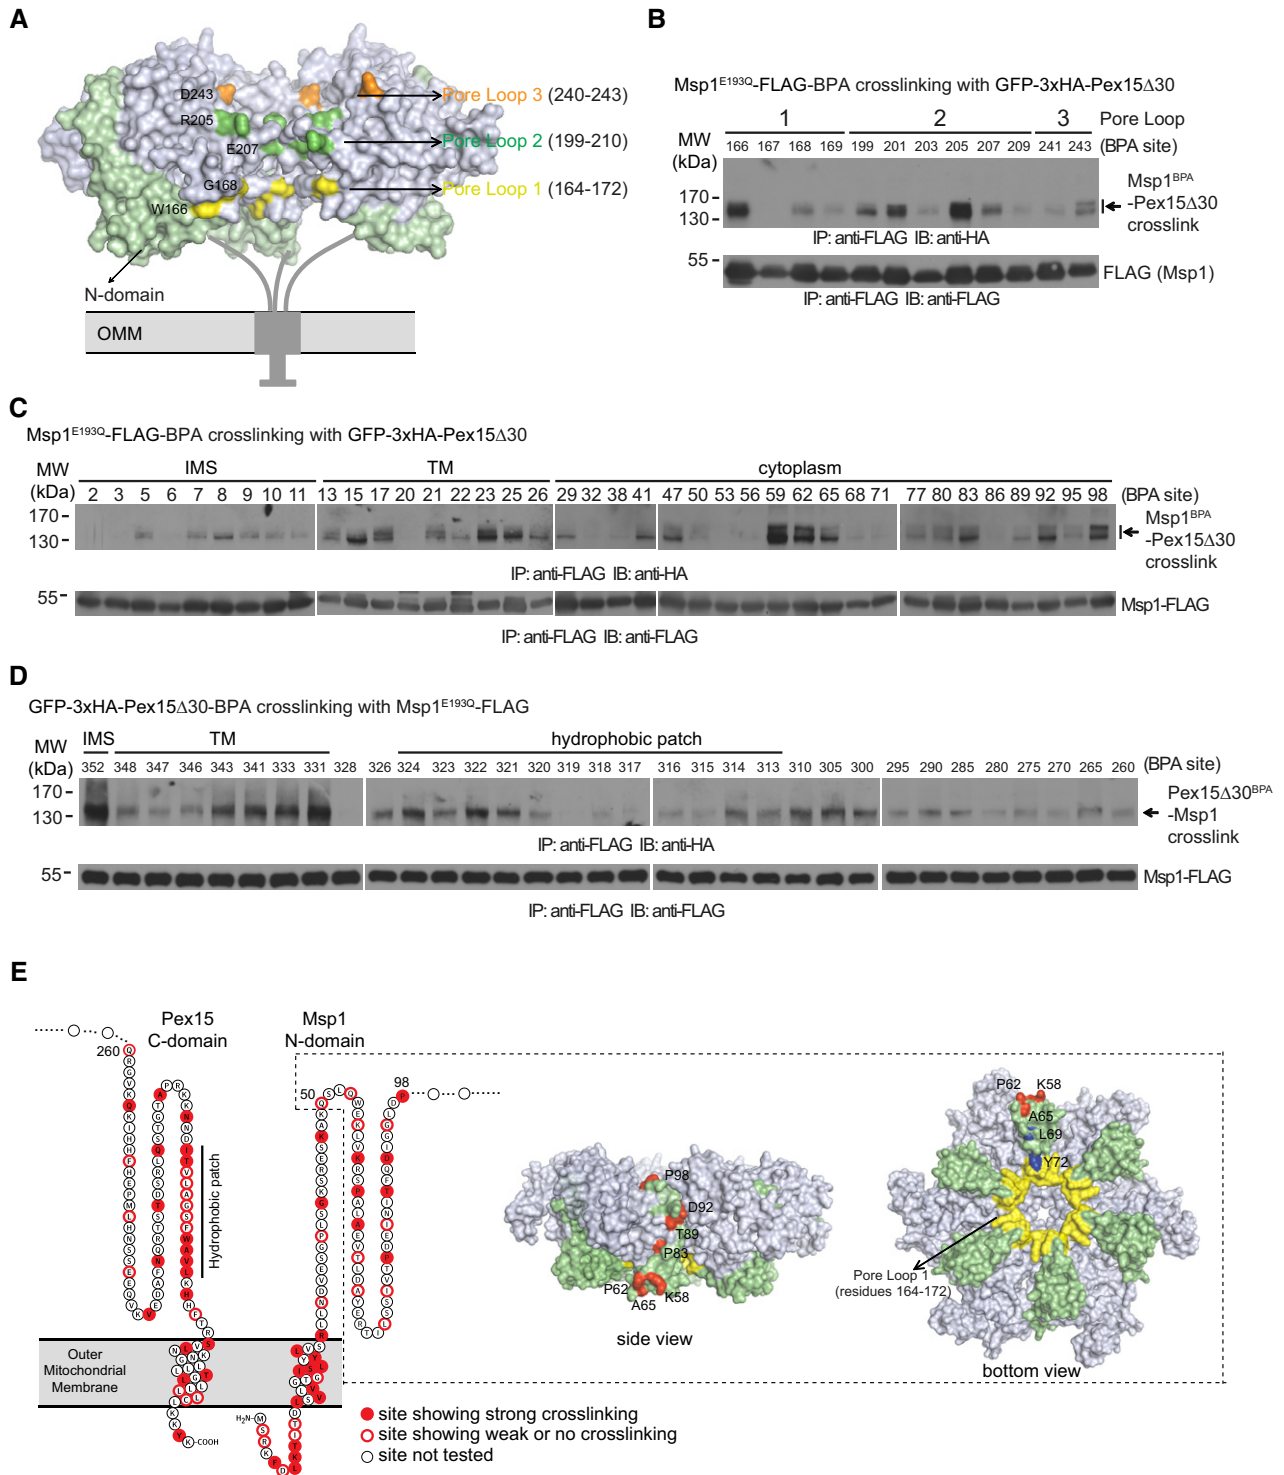 A
D243
R205
E207
G168
W166
Pore Loop 3 (240-243)
Pore Loop 2 (199-210)
Pore Loop 1 (164-172)
N-domain
OMM
B
Msp1E193Q-FLAG-BPA crosslinking with GFP-3xHA-Pex15Δ30
MW (kDa)
1 2 3 Pore Loop
166 167 168 169 199 201 203 205 207 209 241 243 (BPA site)
170
130
Msp1BPA
-Pex15Δ30
crosslink
IP: anti-FLAG IB: anti-HA
55
FLAG (Msp1)
IP: anti-FLAG IB: anti-FLAG
C
Msp1E193Q-FLAG-BPA crosslinking with GFP-3xHA-Pex15Δ30
MW
(kDa)
IMS TM cytoplasm
2 3 5 6 7 8 9 10 11 13 15 17 20 21 22 23 25 26 29 32 38 41 47 50 53 56 59 62 65 68 71 77 80 83 86 89 92 95 98 (BPA site)
170
130
Msp1BPA
-Pex15Δ30
crosslink
IP: anti-FLAG IB: anti-HA
55
Msp1-FLAG
IP: anti-FLAG IB: anti-FLAG
D
GFP-3xHA-Pex15Δ30-BPA crosslinking with Msp1E193Q-FLAG
MW
(kDa)
IMS TM hydrophobic patch
352 348 347 346 343 341 333 331 328 326 324 323 322 321 320 319 318 317 316 315 314 313 310 305 300 295 290 285 280 275 270 265 260 (BPA site)
170
130
Pex15Δ30BPA
-Msp1
crosslink
IP: anti-FLAG IB: anti-HA
55
Msp1-FLAG
IP: anti-FLAG IB: anti-FLAG
E
Pex15
C-domain
Msp1
N-domain
260
50
98
Hydrophobic patch
Outer
Mitochondrial
Membrane
H2N
COOH
P98
D92
T89
P83
P62
A65
K58
side view
P62
K58
A65
L69
Y72
Pore Loop 1
(residues 164-172)
bottom view
site showing strong crosslinking
site showing weak or no crosslinking
site not tested